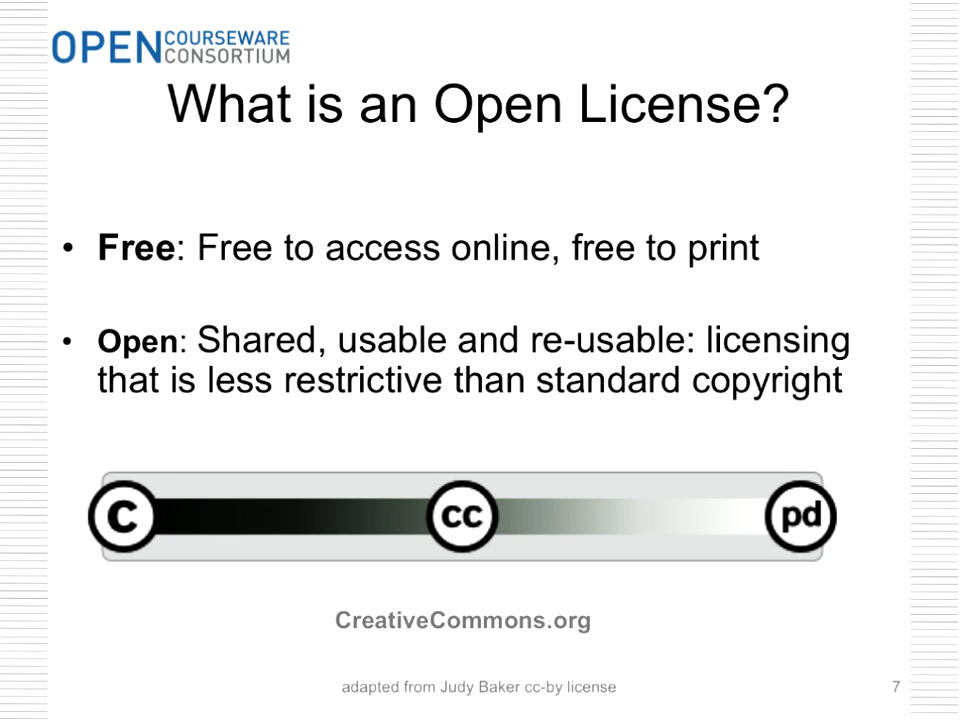 OPEN COURSEWARE CONSORTIUM
What is an Open License?
• Free: Free to access online, free to print
• Open: Shared, usable and re-usable: licensing
that is less restrictive than standard copyright
C cc pd
CreativeCommons.org
adapted from Judy Baker cc-by license 7